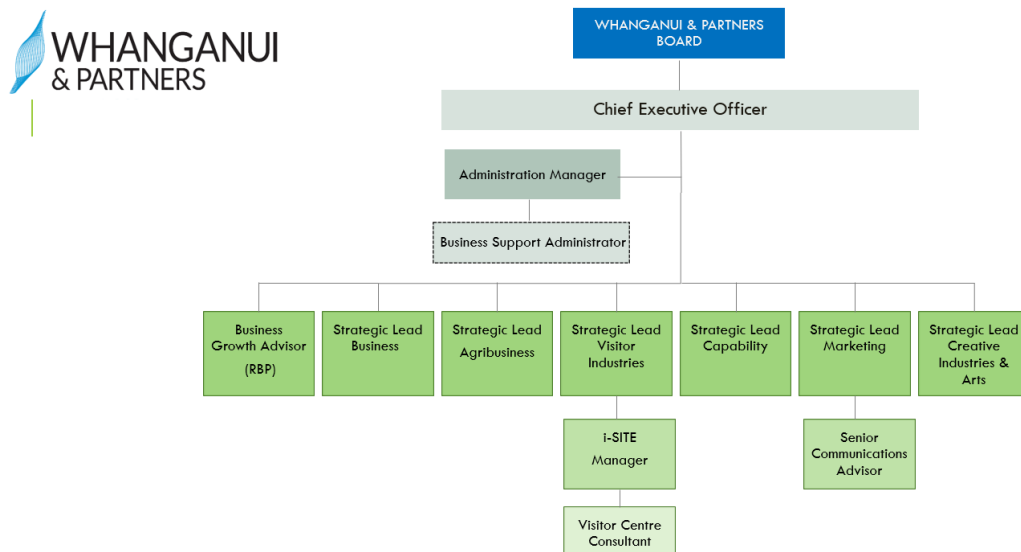 WHANGANUI
& PARTNERS
WHANGANUI & PARTNERS
BOARD
Chief Executive Officer
Administration Manager
Business Support Administrator
Business
Growth Advisor
(RBP)
Strategic Lead
Business
Strategic Lead
Agribusiness
Strategic Lead
Visitor
Industries
Strategic Lead
Capability
Strategic Lead
Marketing
Strategic Lead
Creative
Industries &
Arts
i-SITE
Manager
Senior
Communications
Advisor
Visitor Centre
Consultant